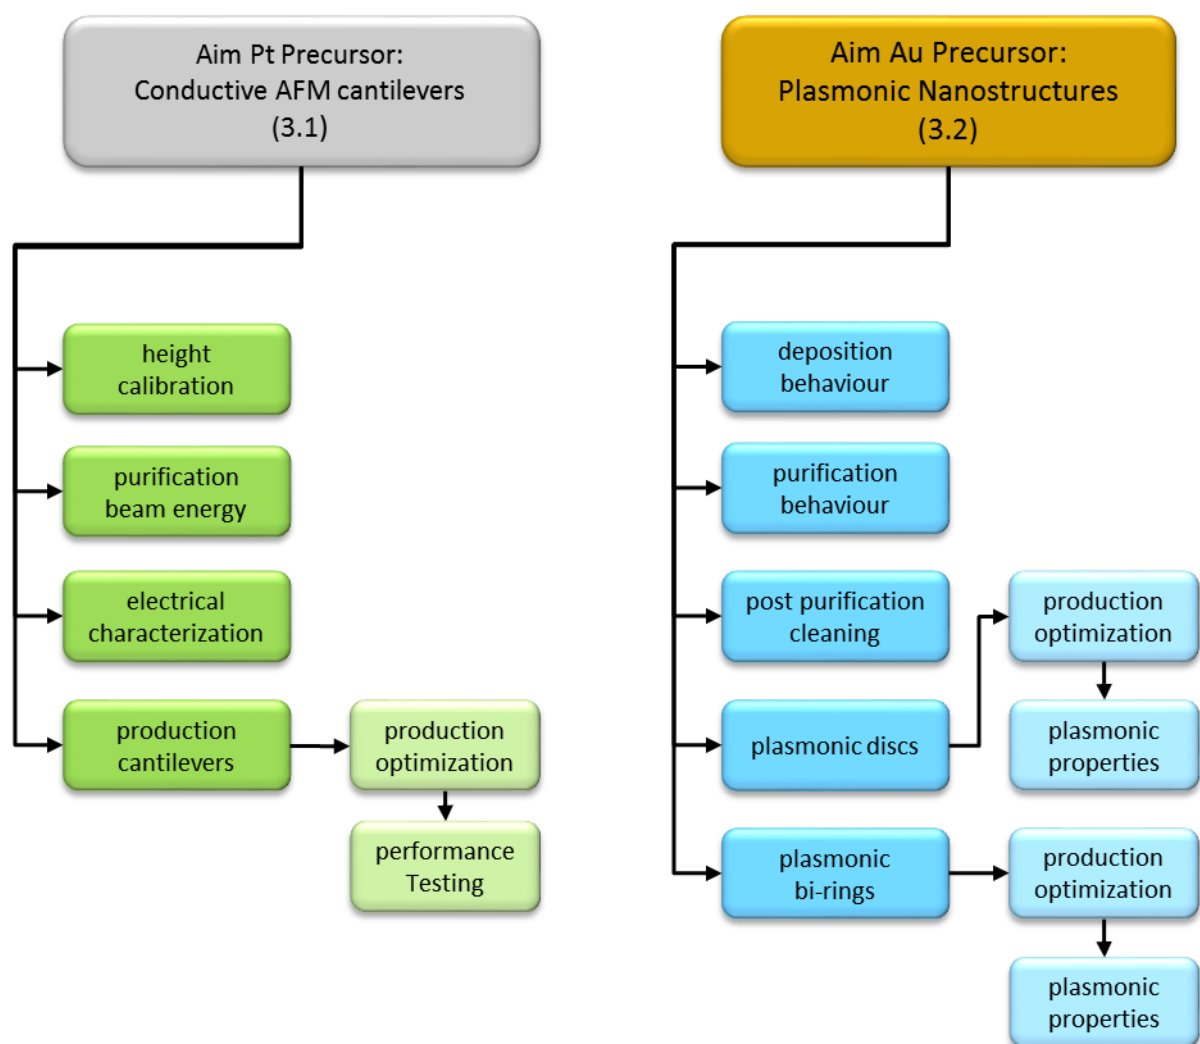 Aim Pt Precursor:
Conductive AFM cantilevers
(3.1)
height
calibration
purification
beam energy
electrical
characterization
production
cantilevers
production
optimization
performance
Testing
Aim Au Precursor:
Plasmonic Nanostructures
(3.2)
deposition
behaviour
purification
behaviour
post purification
cleaning
plasmonic discs
production
optimization
plasmonic
properties
plasmonic
bi-rings
production
optimization
plasmonic
properties